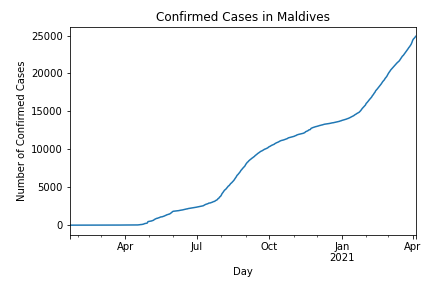 Confirmed Cases in Maldives
25000
20000
15000
10000
5000
0
Number of Confirmed Cases
Apr Jul Oct Jan Apr
2021
Day